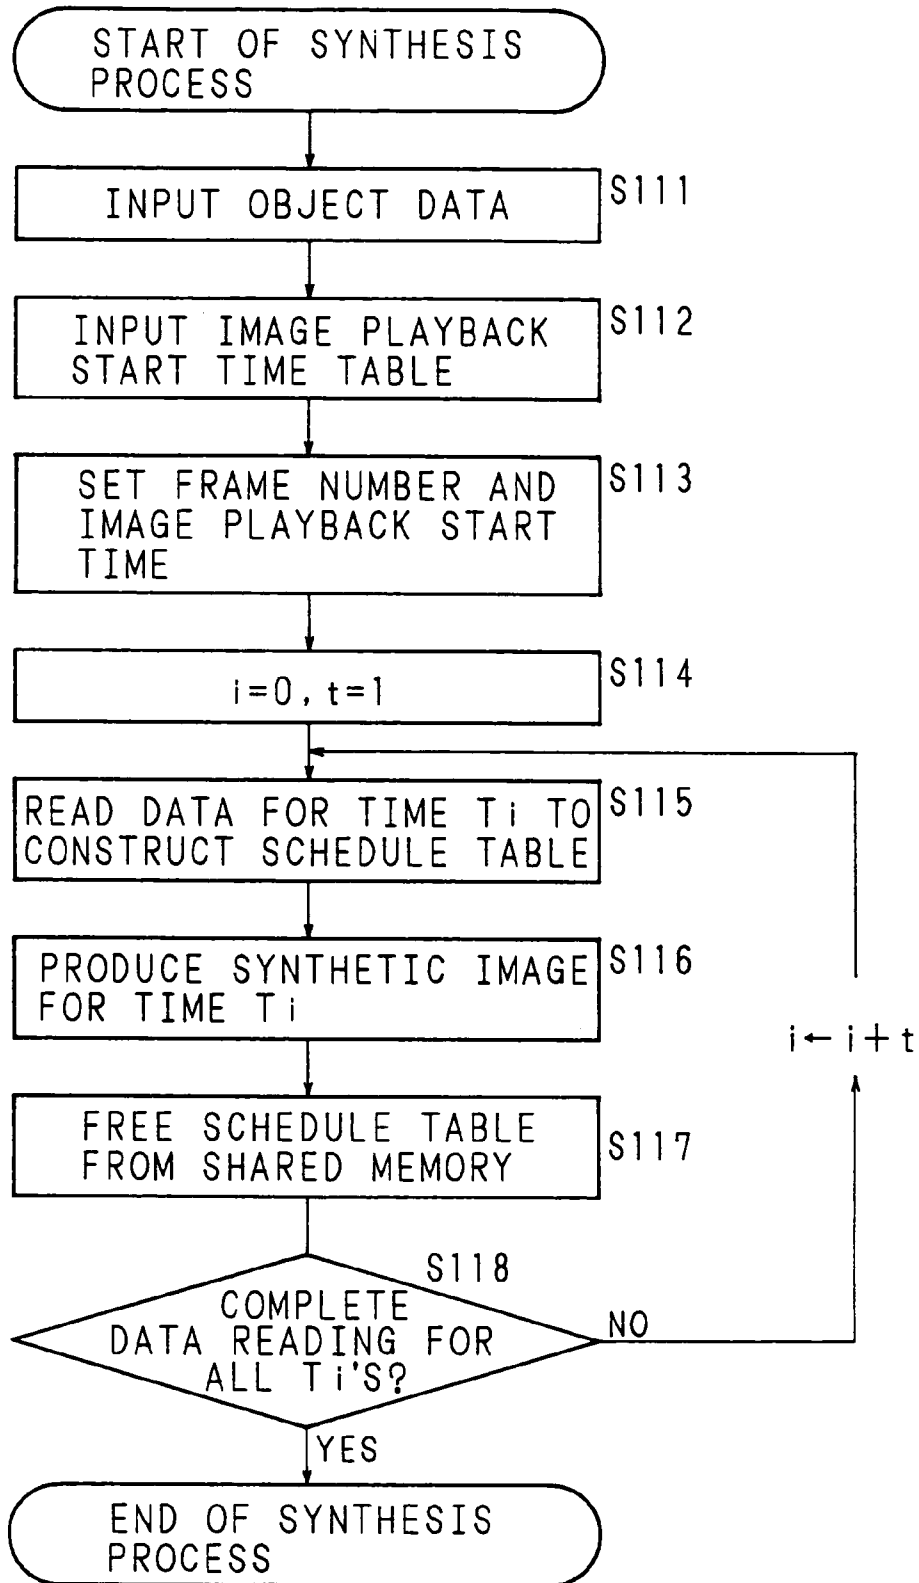 START OF SYNTHESIS
PROCESS
INPUT OBJECT DATA
S111
INPUT IMAGE PLAYBACK
START TIME TABLE
S112
SET FRAME NUMBER AND
IMAGE PLAYBACK START
TIME
S113
i=0, t=1
S114
READ DATA FOR TIME Ti TO
CONSTRUCT SCHEDULE TABLE
S115
PRODUCE SYNTHETIC IMAGE
FOR TIME Ti
S116
i← i+t
FREE SCHEDULE TABLE
FROM SHARED MEMORY
S117
S118
COMPLETE
DATA READING FOR
ALL Ti'S?
NO
YES
END OF SYNTHESIS
PROCESS